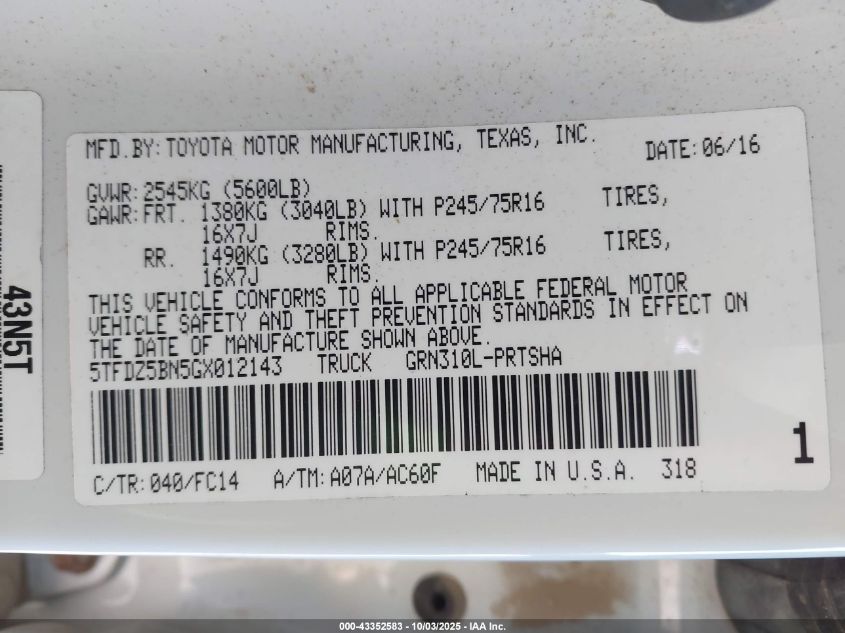 MFD.BY: TOYOTA MOTOR MANUFACTURING, TEXAS, INC. DATE: 06/16
GVWR: 2545KG (5600LB)
GAWR: FRT. 1380KG (3040LB) WITH P245/75R16 TIRES,
16X7J RIMS.
RR. 1490KG (3280LB) WITH P245/75R16 TIRES,
16X7J RIMS.
THIS VEHICLE CONFORMS TO ALL APPLICABLE FEDERAL MOTOR
VEHICLE SAFETY AND THEFT PREVENTION STANDARDS IN EFFECT ON
THE DATE OF MANUFACTURE SHOWN ABOVE.
5TFDZ5BN5GX012143 TRUCK GRN310L-PRTSHA
1
C/TR: 040/FC14 A/TM: A07A/AC60F MADE IN U.S.A. 318
43N5T
000-43352583 - 10/03/2025 - IAA Inc.